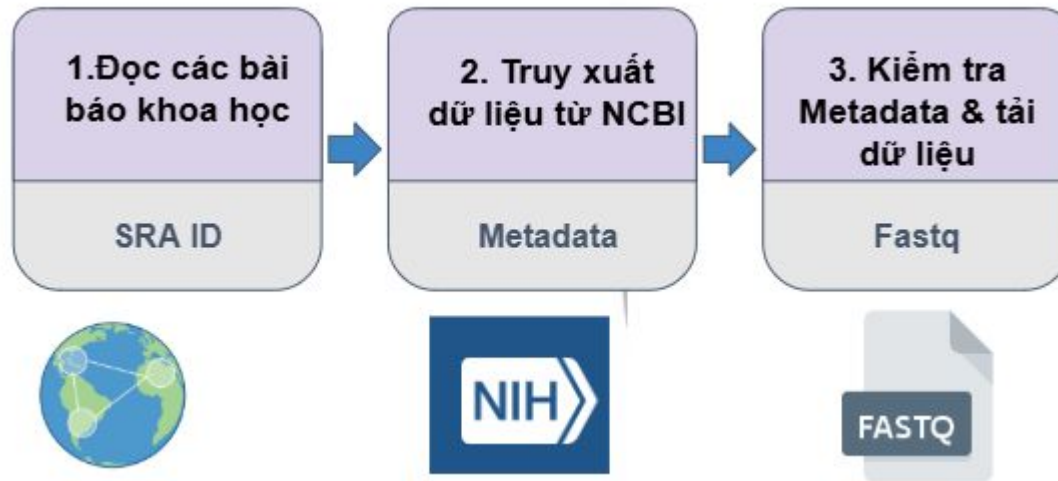 1.Đọc các bài
báo khoa học
SRA ID
2. Truy xuất
dữ liệu từ NCBI
Metadata
3. Kiểm tra
Metadata & tải
dữ liệu
Fastq
NIH
FASTQ